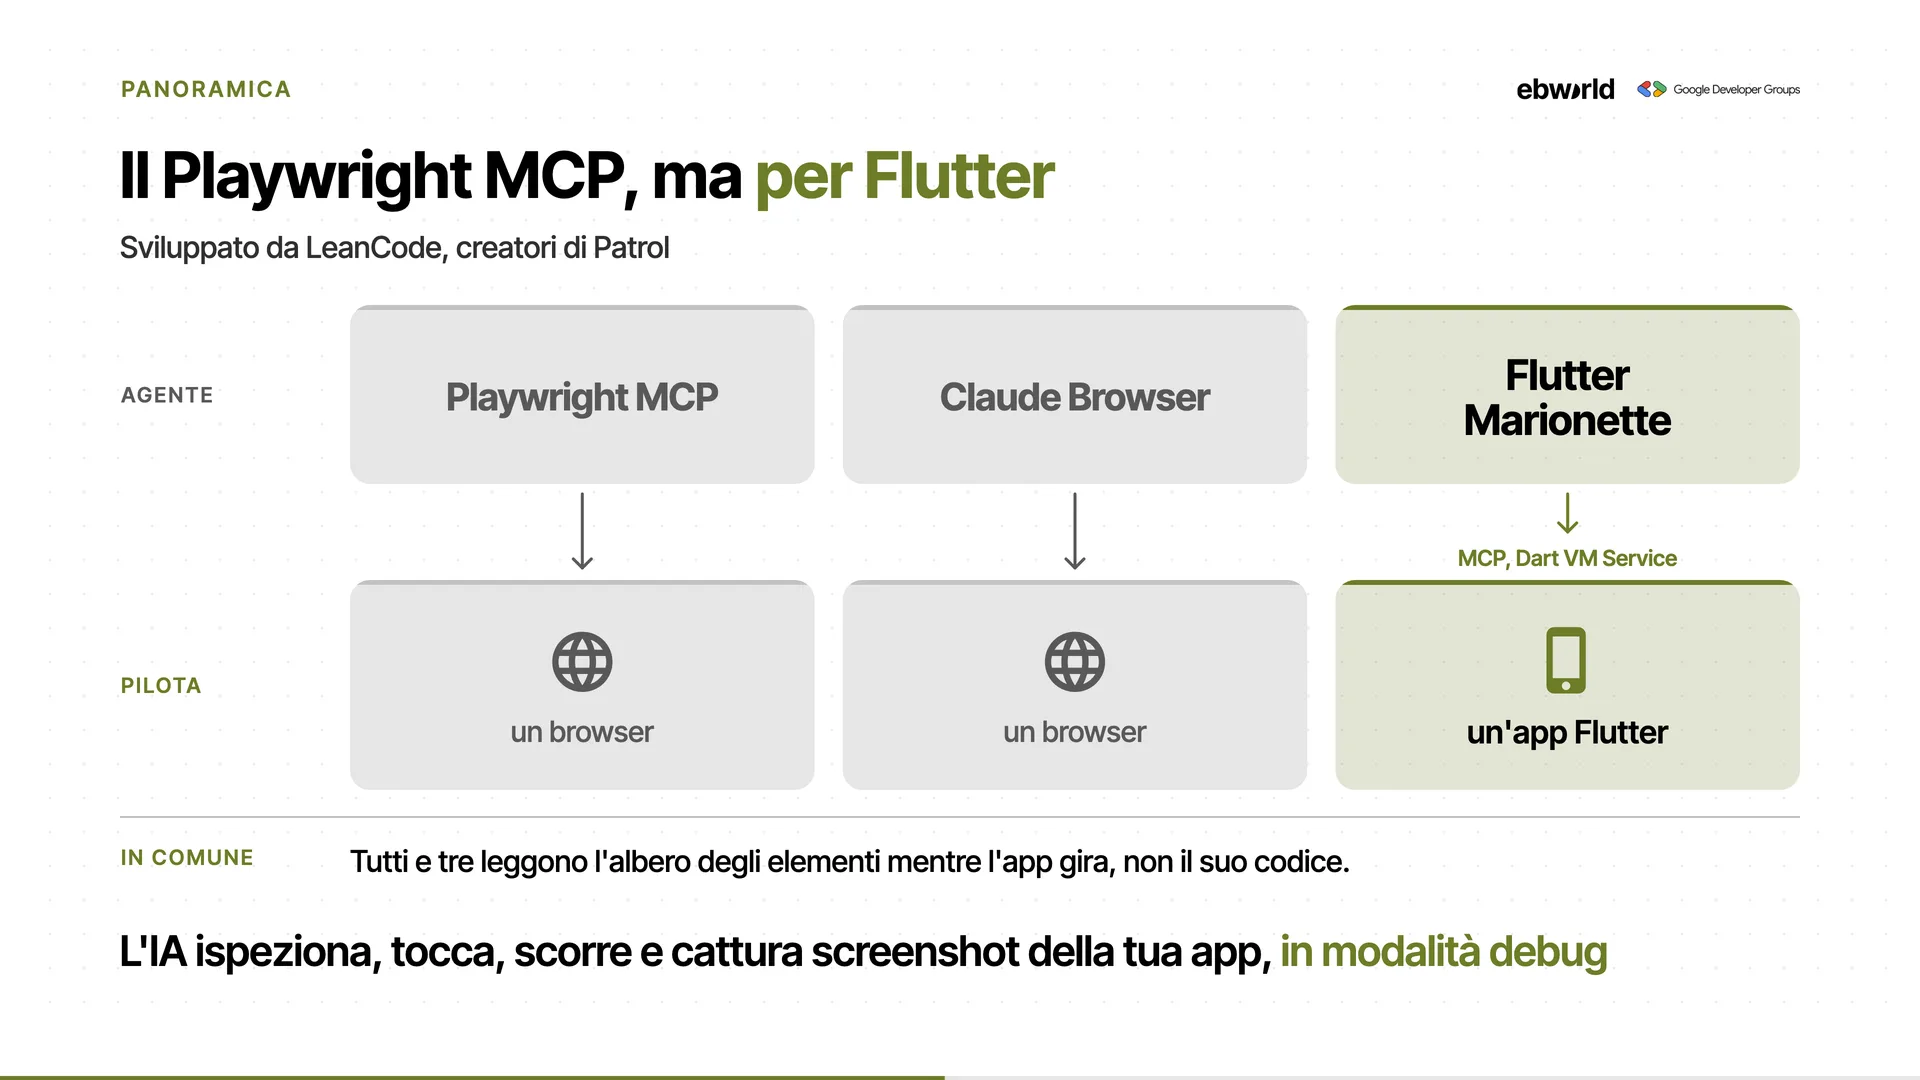 PANORAMICA
ebworld
Google Developer Groups
Il Playwright MCP, ma per Flutter
Sviluppato da LeanCode, creatori di Patrol
AGENTE
Playwright MCP
Claude Browser
Flutter
Marionette
MCP, Dart VM Service
PILOTA
un browser
un browser
un'app Flutter
IN COMUNE
Tutti e tre leggono l'albero degli elementi mentre l'app gira, non il suo codice.
L'IA ispeziona, tocca, scorre e cattura screenshot della tua app, in modalità debug